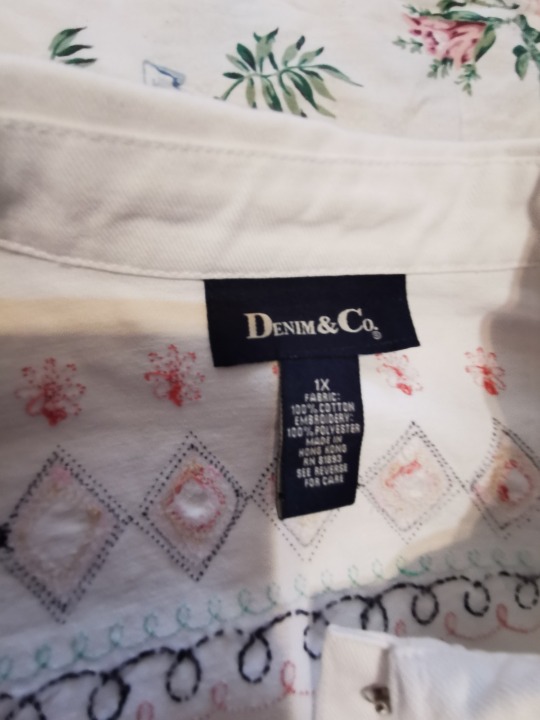 DENIM & CO.®
1X
FABRIC:
100% COTTON
EMBROIDERY:
100% POLYESTER
MADE IN
HONG KONG
RN 81893
SEE REVERSE
FOR CARE